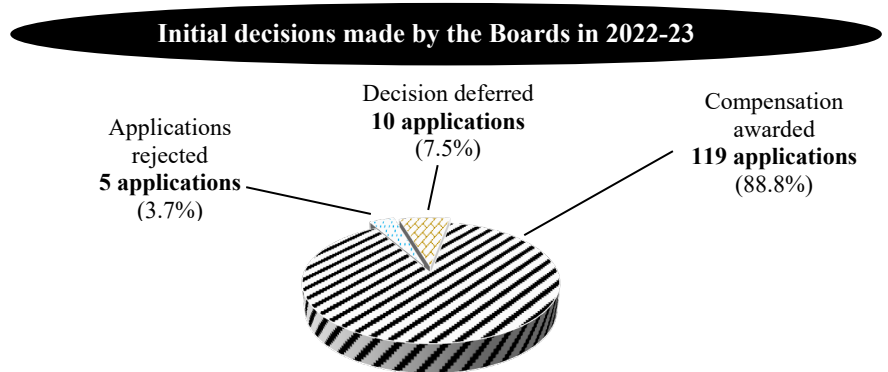 Initial decisions made by the Boards in 2022-23
Applications
rejected
5 applications
(3.7%)
Decision deferred
10 applications
(7.5%)
Compensation
awarded
119 applications
(88.8%)